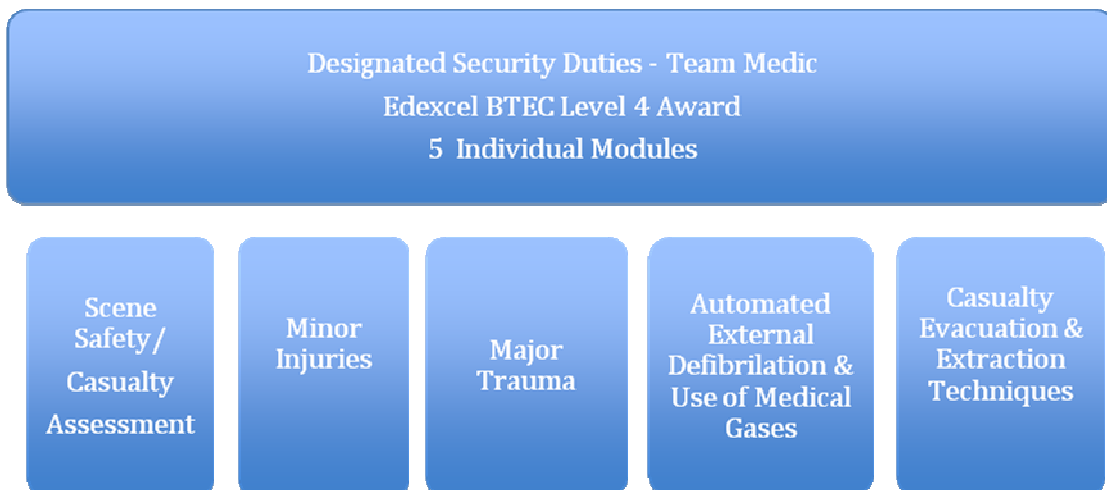 Designated Security Duties - Team Medic
Edexcel BTEC Level 4 Award
5 Individual Modules
Scene
Safety/
Casualty
Assessment
Minor
Injuries
Major
Trauma
Automated
External
Defibrilation &
Use of Medical
Gases
Casualty
Evacuation &
Extraction
Techniques